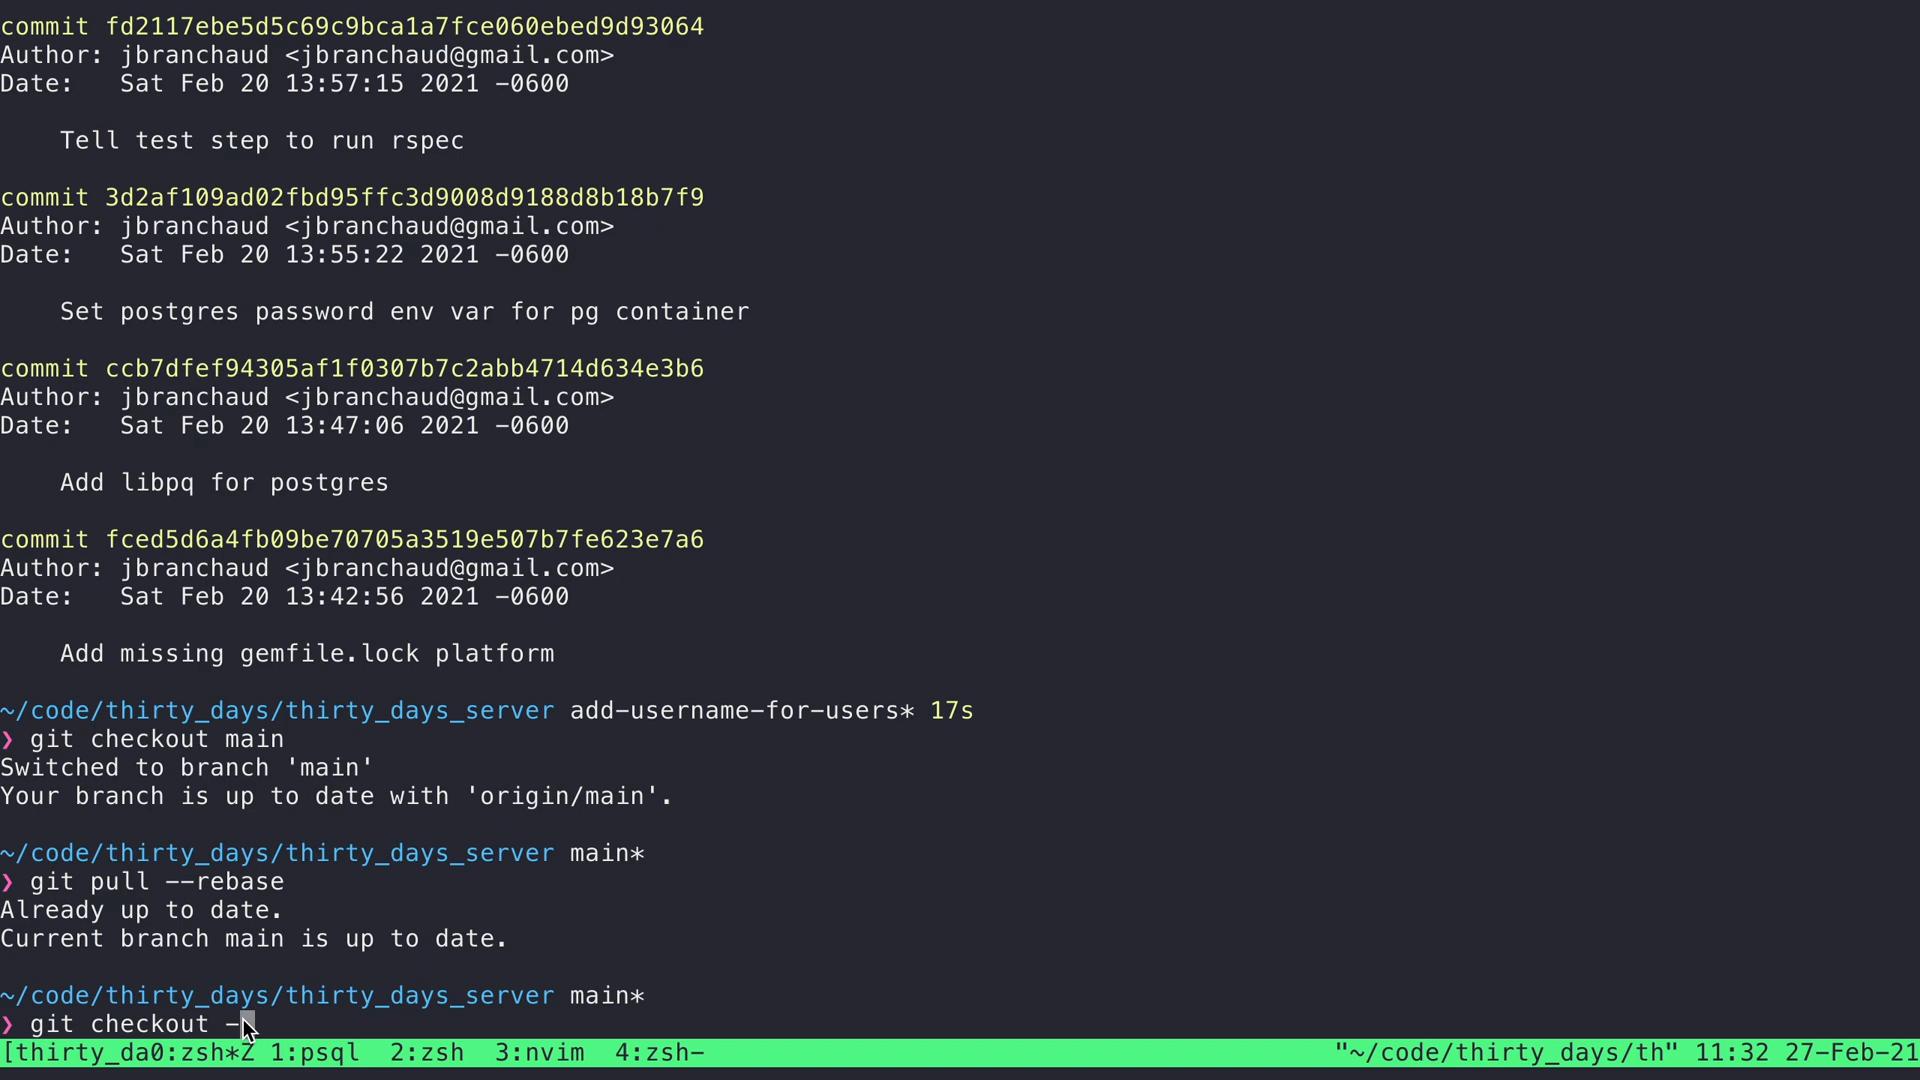 commit fd2117ebe5d5c69c9bca1a7fce060ebed9d93064
Author: jbranchaud <jbranchaud@gmail.com>
Date:   Sat Feb 20 13:57:15 2021 -0600
Tell test step to run rspec
commit 3d2af109ad02fbd95ffc3d9008d9188d8b18b7f9
Author: jbranchaud <jbranchaud@gmail.com>
Date:   Sat Feb 20 13:55:22 2021 -0600
Set postgres password env var for pg container
commit ccb7dfef94305af1f0307b7c2abb4714d634e3b6
Author: jbranchaud <jbranchaud@gmail.com>
Date:   Sat Feb 20 13:47:06 2021 -0600
Add libpq for postgres
commit fced5d6a4fb09be70705a3519e507b7fe623e7a6
Author: jbranchaud <jbranchaud@gmail.com>
Date:   Sat Feb 20 13:42:56 2021 -0600
Add missing gemfile.lock platform
~/code/thirty_days/thirty_days_server add-username-for-users* 17s
❯ git checkout main
Switched to branch 'main'
Your branch is up to date with 'origin/main'.
~/code/thirty_days/thirty_days_server main*
❯ git pull --rebase
Already up to date.
Current branch main is up to date.
~/code/thirty_days/thirty_days_server main*
❯ git checkout -
[thirty_da0:zsh*Z 1:psql  2:zsh  3:nvim  4:zsh- "~/code/thirty_days/th" 11:32 27-Feb-21